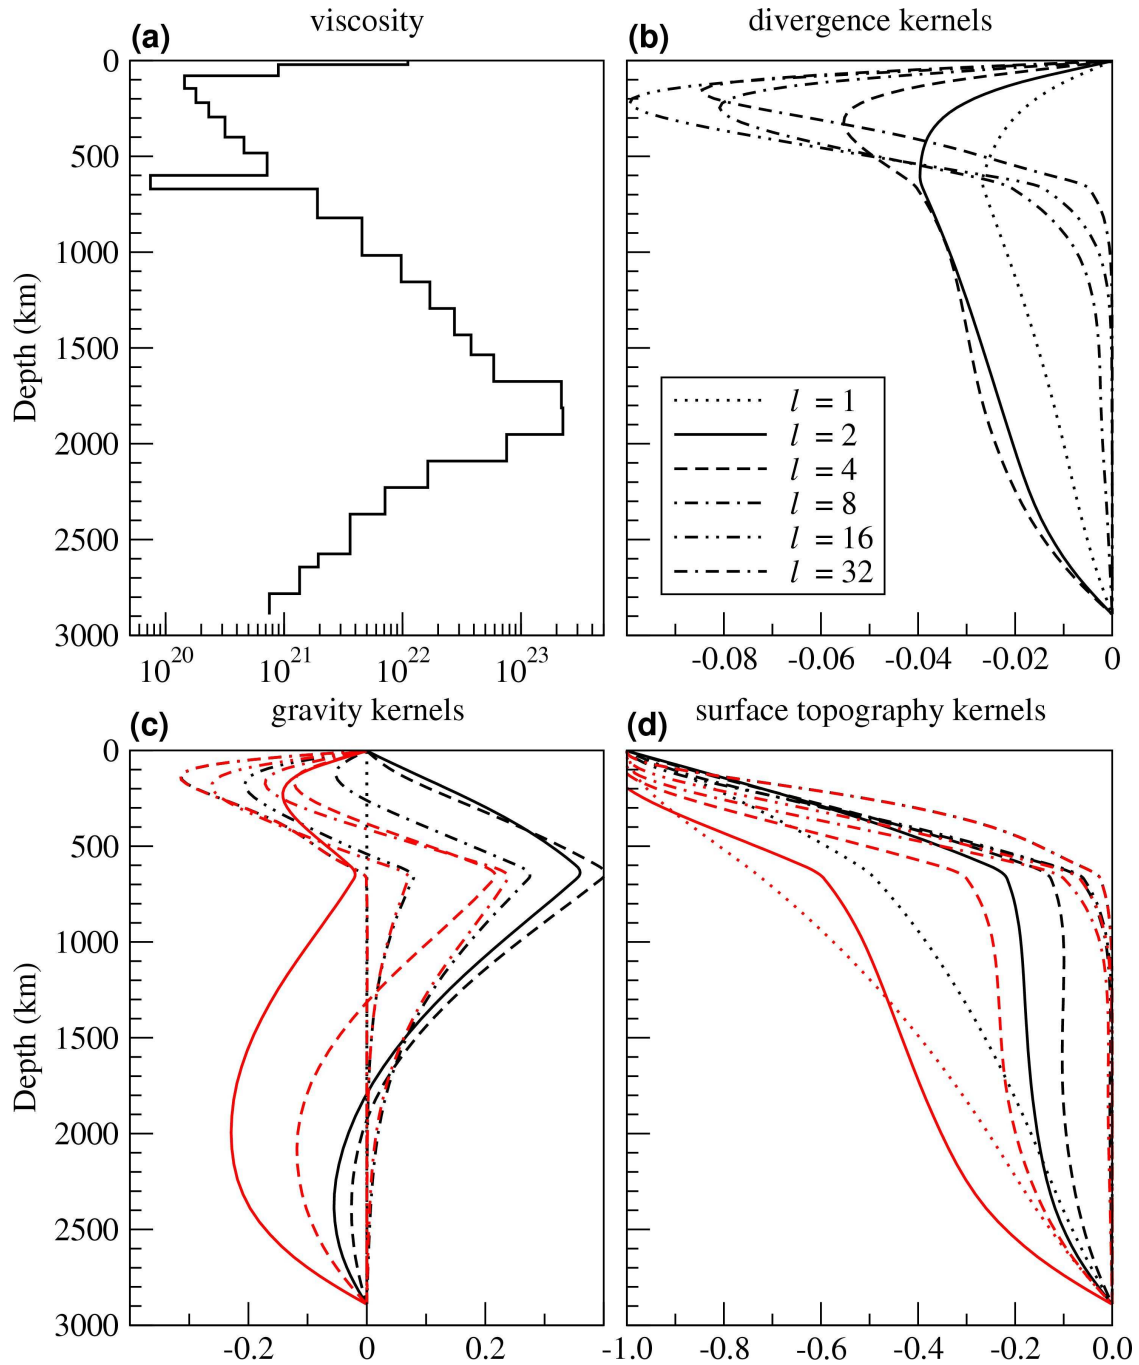 (a) viscosity
(b) divergence kernels
0
500
1000
1500
2000
2500
3000
Depth (km)
10^20 10^21 10^22 10^23
l = 1
l = 2
l = 4
l = 8
l = 16
l = 32
-0.08 -0.06 -0.04 -0.02 0
(c) gravity kernels
(d) surface topography kernels
0
500
1000
1500
2000
2500
3000
Depth (km)
-0.2 0 0.2
-1.0 -0.8 -0.6 -0.4 -0.2 0.0